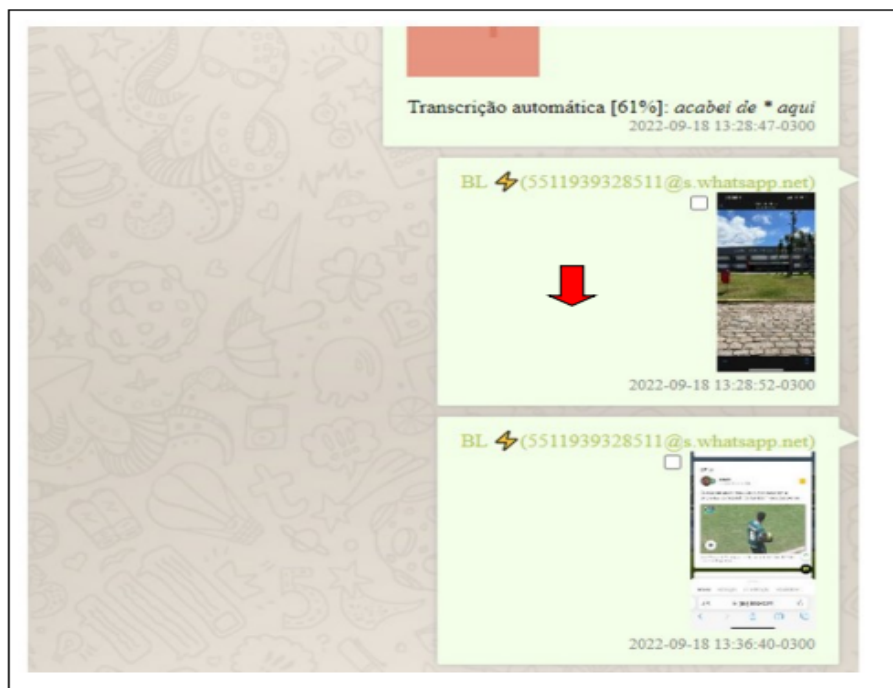 Transcrição automática [61%]: acabei de * aqui
2022-09-18 13:28:47-0300
BL ⚡(5511939328511@s.whatsapp.net)
2022-09-18 13:28:52-0300
BL ⚡(5511939328511@s.whatsapp.net)
2022-09-18 13:36:40-0300